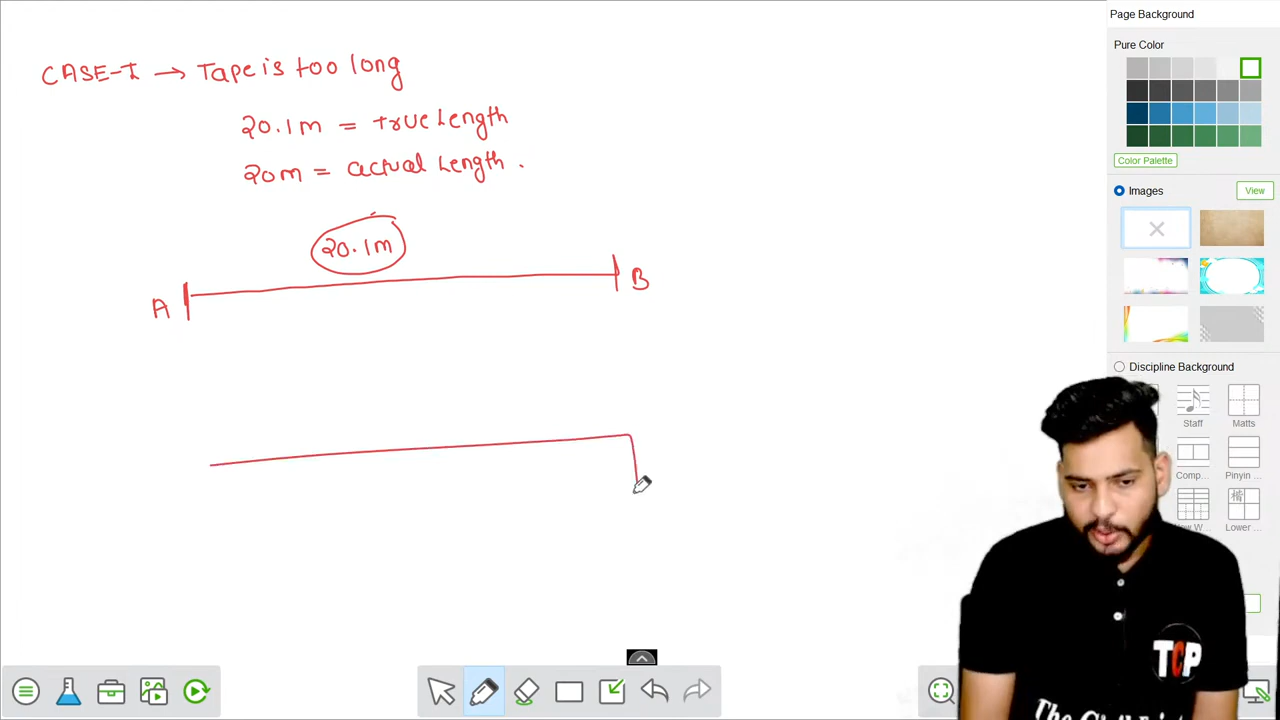 CASE-I → Tape is too long
20.1m = true Length
20m = actual Length.
20.1m
A
B
Page Background
Pure Color
Color Palette
Images
View
Discipline Background
Staff
Matts
Comp...
Pinyin ...
Lower ...
TCP